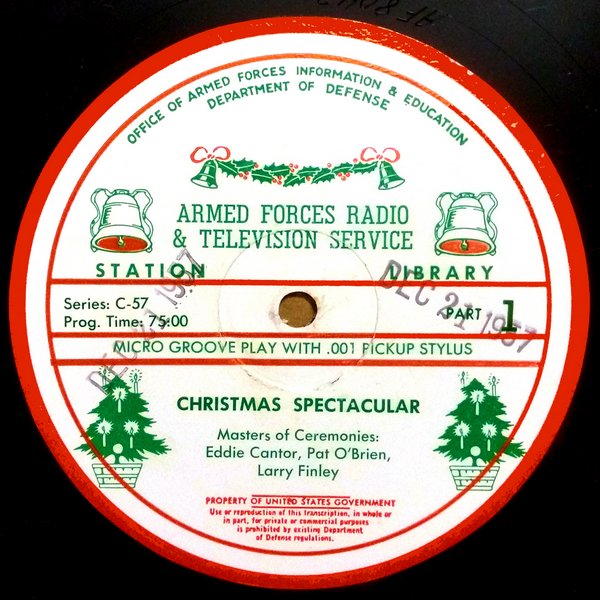 OFFICE OF ARMED FORCES INFORMATION & EDUCATION
DEPARTMENT OF DEFENSE
ARMED FORCES RADIO
& TELEVISION SERVICE
STATION LIBRARY
Series: C-57
Prog. Time: 75:00
PART 1
DEC 21 1957
DEC 21 1957
MICRO GROOVE PLAY WITH .001 PICKUP STYLUS
CHRISTMAS SPECTACULAR
Masters of Ceremonies:
Eddie Cantor, Pat O'Brien,
Larry Finley
PROPERTY OF UNITED STATES GOVERNMENT
Use or reproduction of this transcription, in whole or
in part, for private or commercial purposes
is prohibited by existing Department
of Defense regulations.